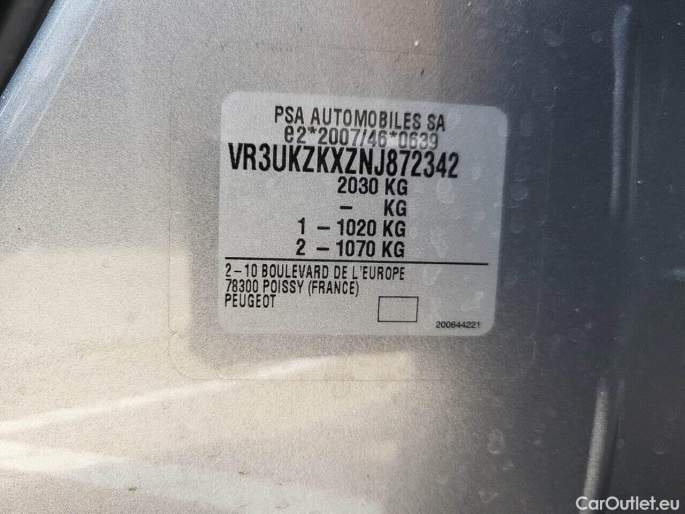 PSA AUTOMOBILES SA
e2*2007/46*0639
VR3UKZKXZNJ872342
2030 KG
– KG
1 – 1020 KG
2 – 1070 KG
2 – 10 BOULEVARD DE L'EUROPE
78300 POISSY (FRANCE)
PEUGEOT
200644221
CarOutlet.eu